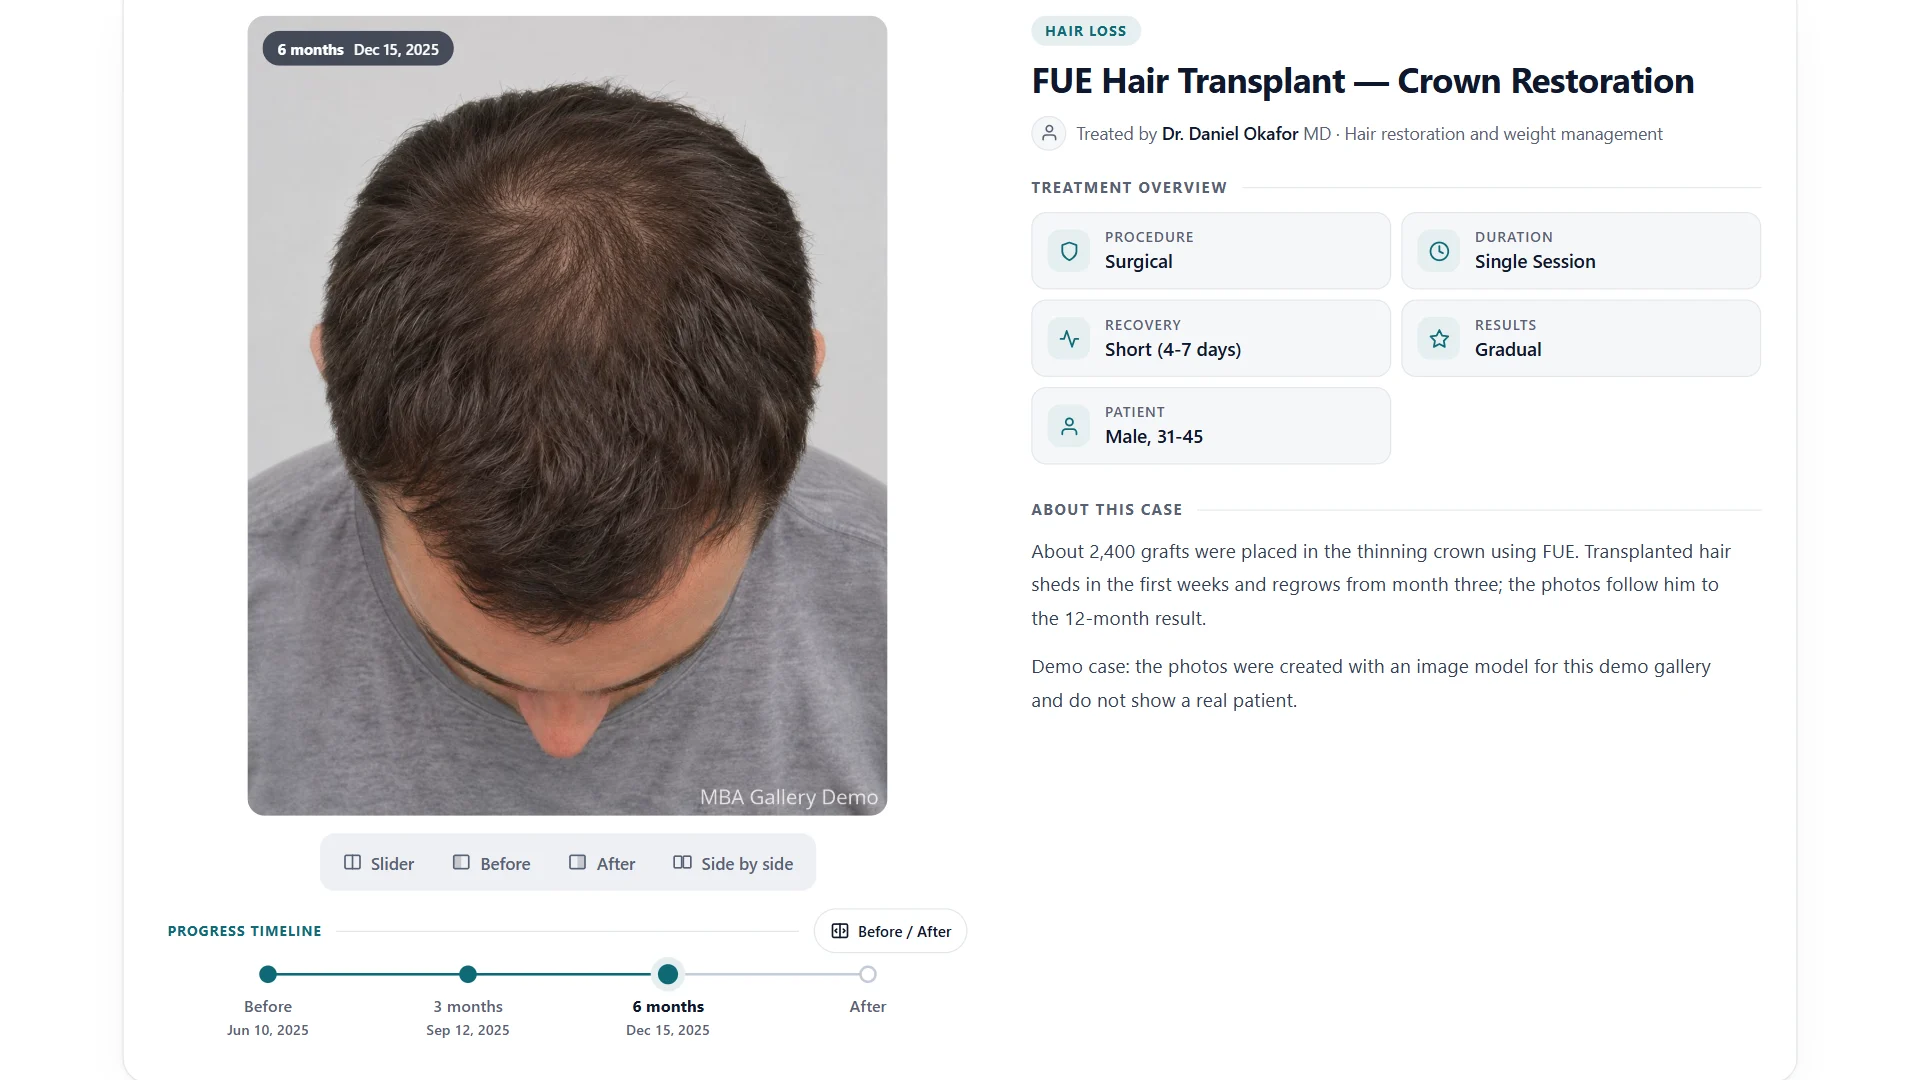 6 months Dec 15, 2025
MBA Gallery Demo
Slider
Before
After
Side by side
PROGRESS TIMELINE
Before / After
Before
Jun 10, 2025
3 months
Sep 12, 2025
6 months
Dec 15, 2025
After
HAIR LOSS
FUE Hair Transplant — Crown Restoration
Treated by Dr. Daniel Okafor MD · Hair restoration and weight management
TREATMENT OVERVIEW
PROCEDURE
Surgical
DURATION
Single Session
RECOVERY
Short (4-7 days)
RESULTS
Gradual
PATIENT
Male, 31-45
ABOUT THIS CASE
About 2,400 grafts were placed in the thinning crown using FUE. Transplanted hair
sheds in the first weeks and regrows from month three; the photos follow him to
the 12-month result.
Demo case: the photos were created with an image model for this demo gallery
and do not show a real patient.